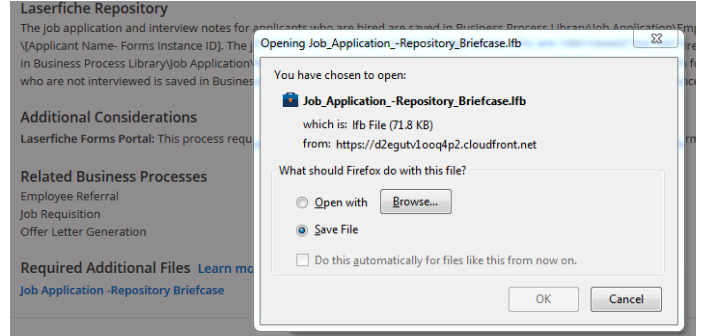 Laserfiche Repository
The job application and interview notes for applicants who are hired are saved in Business Process Library\Job Application\Emp
\[Applicant Name- Forms Instance ID]. The j
in Business Process Library\Job Application\
who are not interviewed is saved in Busines
Additional Considerations
Laserfiche Forms Portal: This process requ
Related Business Processes
Employee Referral
Job Requisition
Offer Letter Generation
Required Additional Files Learn mo
Job Application -Repository Briefcase
Opening Job_Application_-Repository_Briefcase.lfb
You have chosen to open:
Job_Application_-Repository_Briefcase.lfb
which is: lfb File (71.8 KB)
from: https://d2egutv1ooq4p2.cloudfront.net
What should Firefox do with this file?
Open with Browse...
Save File
Do this automatically for files like this from now on.
OK Cancel